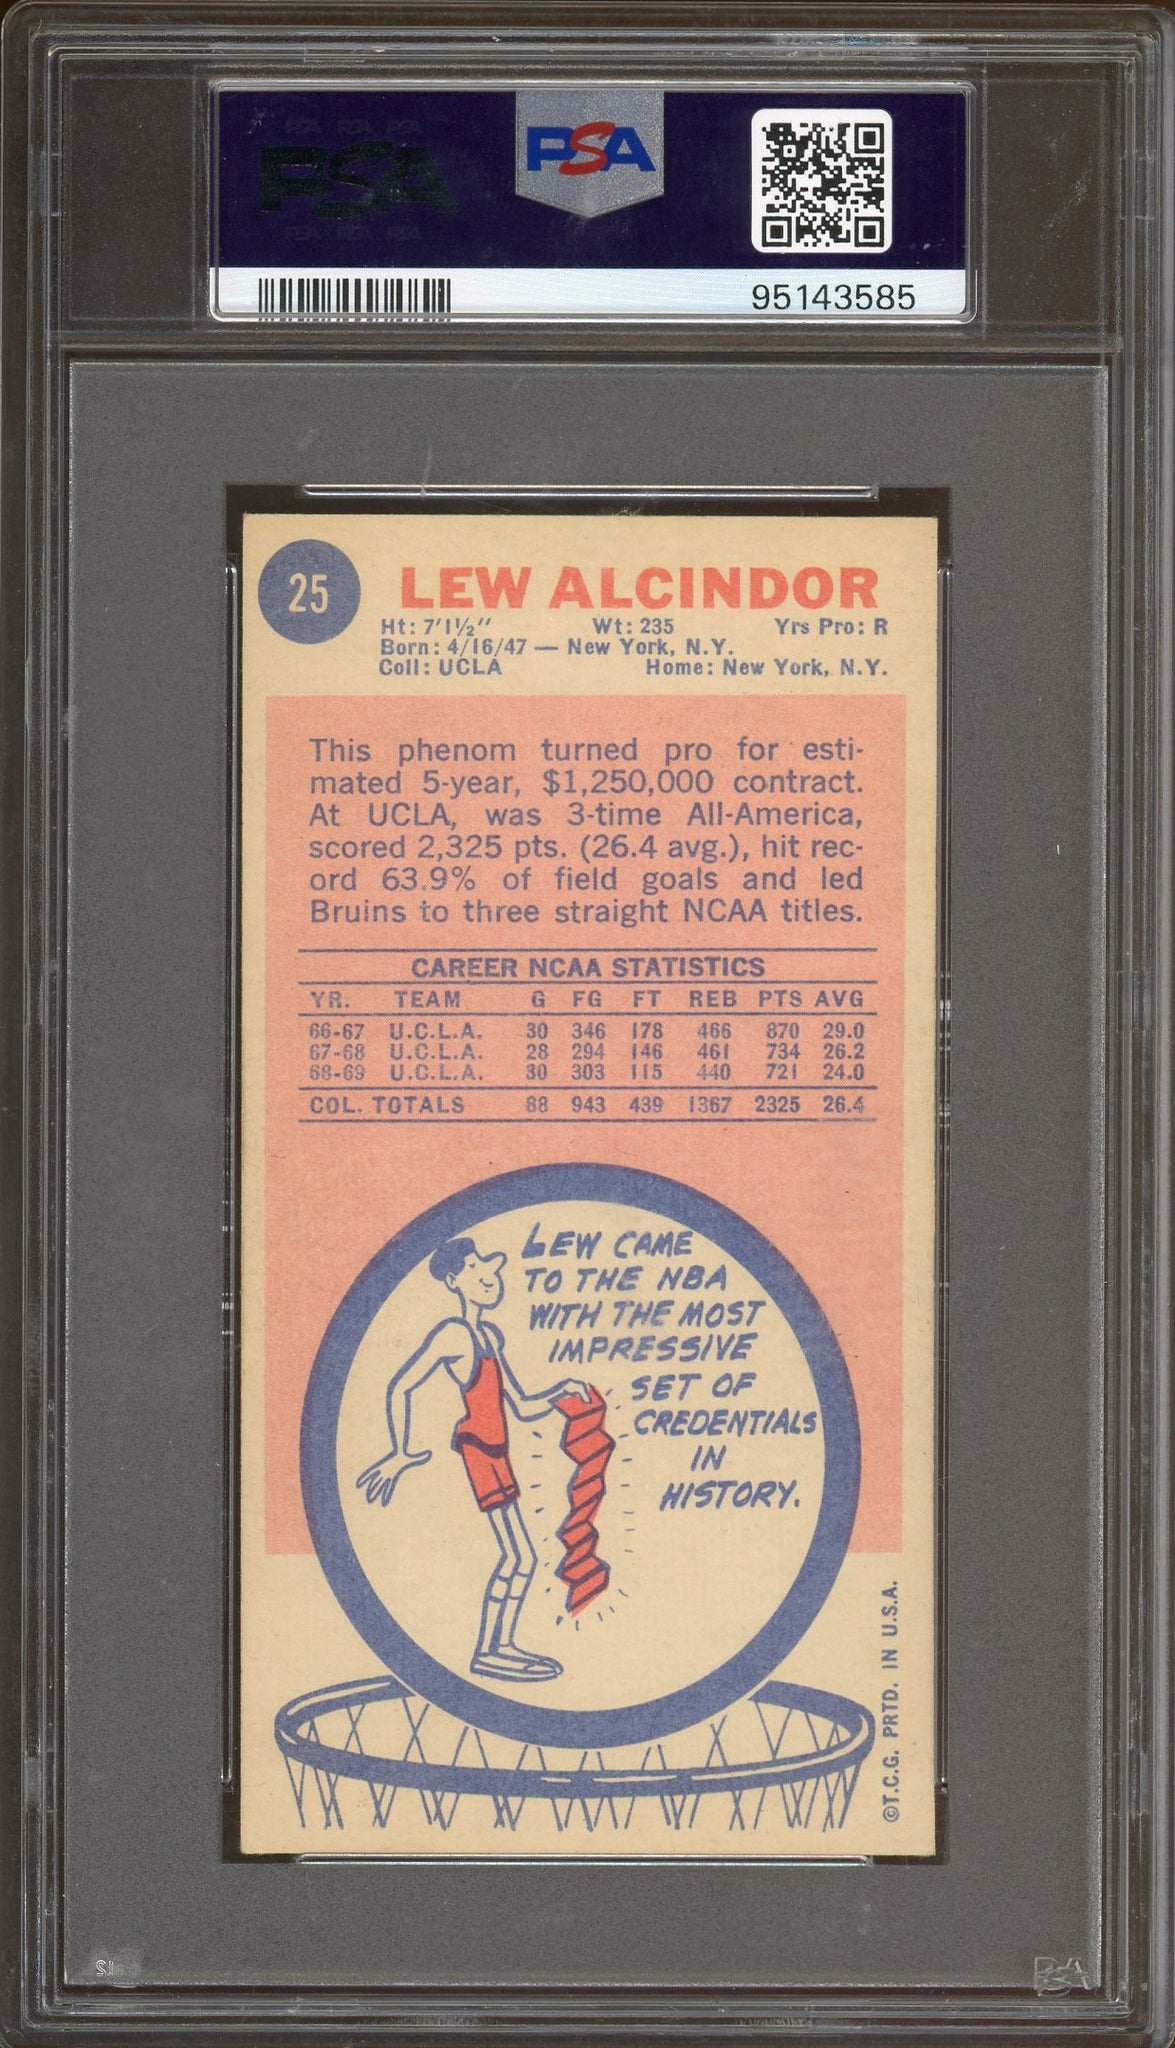 PSA PSA PSA
PSA
PSA PSA PSA
PSA
95143585
25
LEW ALCINDOR
Ht: 7'1½" Wt: 235 Yrs Pro: R
Born: 4/16/47 — New York, N.Y.
Coll: UCLA Home: New York, N.Y.
This phenom turned pro for esti-
mated 5-year, $1,250,000 contract.
At UCLA, was 3-time All-America,
scored 2,325 pts. (26.4 avg.), hit rec-
ord 63.9% of field goals and led
Bruins to three straight NCAA titles.
CAREER NCAA STATISTICS
YR. TEAM G FG FT REB PTS AVG
66-67 U.C.L.A. 30 346 178 466 870 29.0
67-68 U.C.L.A. 28 294 146 461 734 26.2
68-69 U.C.L.A. 30 303 115 440 721 24.0
COL. TOTALS 88 943 439 1367 2325 26.4
LEW CAME
TO THE NBA
WITH THE MOST
IMPRESSIVE
SET OF
CREDENTIALS
IN
HISTORY.
©T.C.G. PRTD. IN U.S.A.